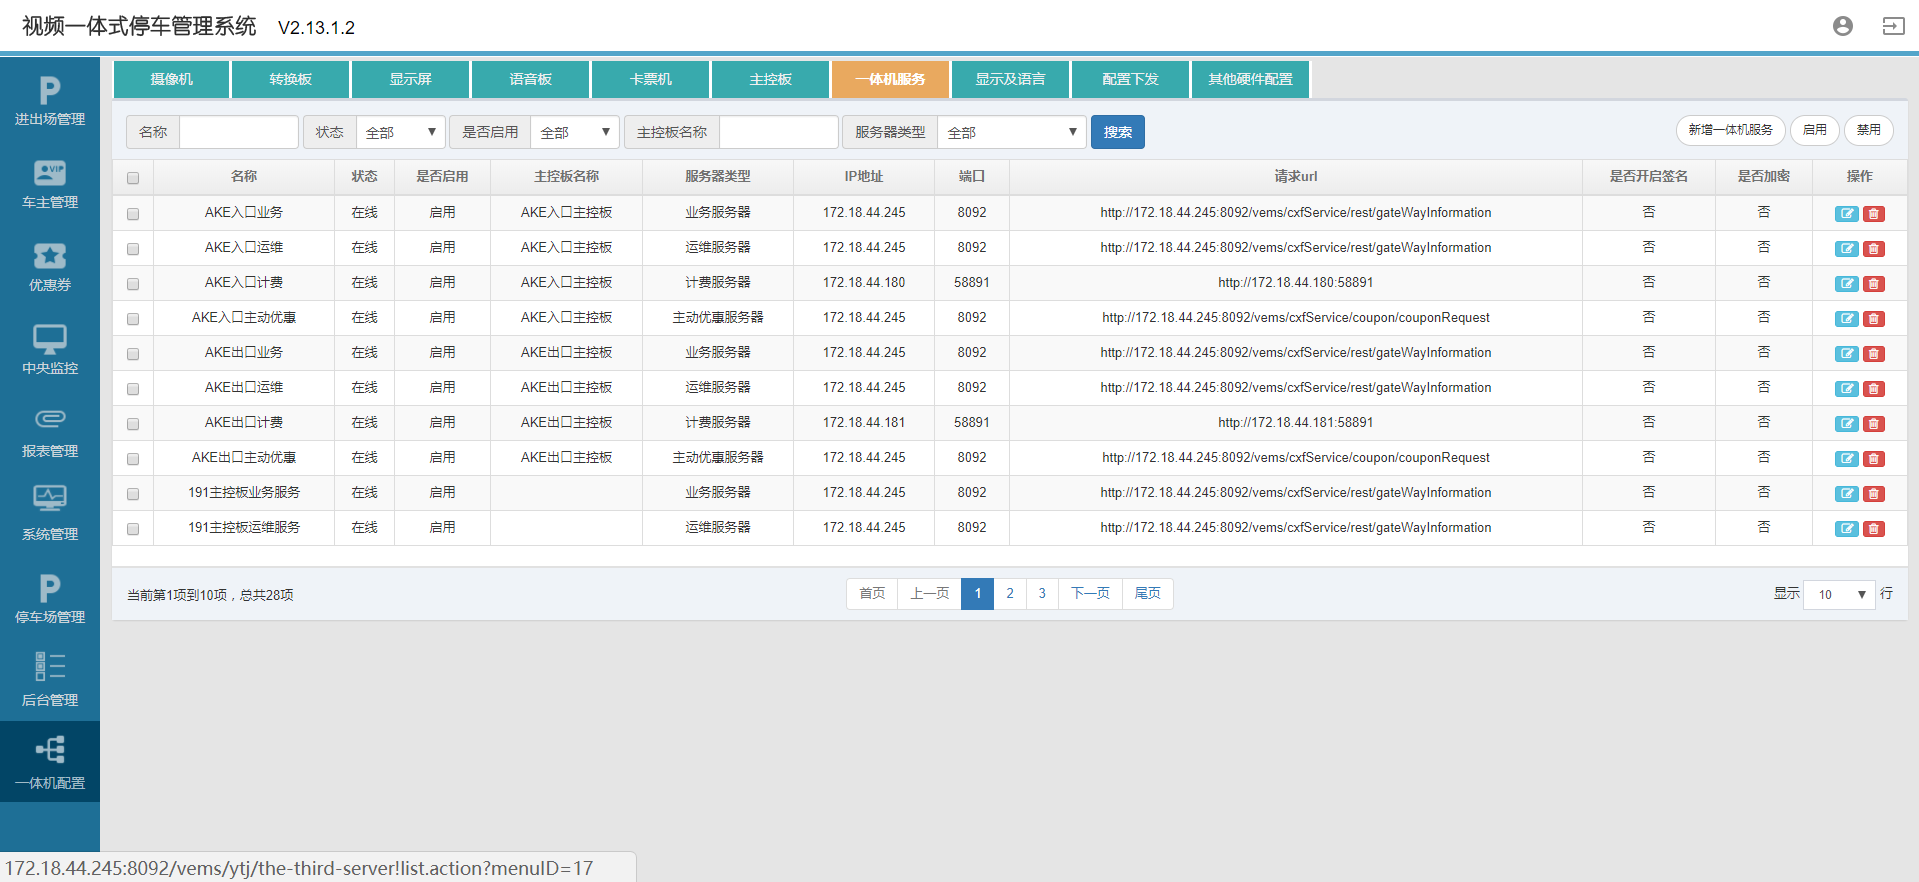 视频一体式停车管理系统 V2.13.1.2
摄像机 转换板 显示屏 语音板 卡票机 主控板 一体机服务 显示及语言 配置下发 其他硬件配置
进出场管理
车主管理
优惠券
中央监控
报表管理
系统管理
停车场管理
后台管理
一体机配置
名称 状态 全部 是否启用 全部 主控板名称 服务器类型 全部 搜索 新增一体机服务 启用 禁用
名称 状态 是否启用 主控板名称 服务器类型 IP地址 端口 请求url 是否开启签名 是否加密 操作
AKE入口业务 在线 启用 AKE入口主控板 业务服务器 172.18.44.245 8092 http://172.18.44.245:8092/vems/cxfService/rest/gateWayInformation 否 否
AKE入口运维 在线 启用 AKE入口主控板 运维服务器 172.18.44.245 8092 http://172.18.44.245:8092/vems/cxfService/rest/gateWayInformation 否 否
AKE入口计费 在线 启用 AKE入口主控板 计费服务器 172.18.44.180 58891 http://172.18.44.180:58891 否 否
AKE入口主动优惠 在线 启用 AKE入口主控板 主动优惠服务器 172.18.44.245 8092 http://172.18.44.245:8092/vems/cxfService/coupon/couponRequest 否 否
AKE出口业务 在线 启用 AKE出口主控板 业务服务器 172.18.44.245 8092 http://172.18.44.245:8092/vems/cxfService/rest/gateWayInformation 否 否
AKE出口运维 在线 启用 AKE出口主控板 运维服务器 172.18.44.245 8092 http://172.18.44.245:8092/vems/cxfService/rest/gateWayInformation 否 否
AKE出口计费 在线 启用 AKE出口主控板 计费服务器 172.18.44.181 58891 http://172.18.44.181:58891 否 否
AKE出口主动优惠 在线 启用 AKE出口主控板 主动优惠服务器 172.18.44.245 8092 http://172.18.44.245:8092/vems/cxfService/coupon/couponRequest 否 否
191主控板业务服务 在线 启用 业务服务器 172.18.44.245 8092 http://172.18.44.245:8092/vems/cxfService/rest/gateWayInformation 否 否
191主控板运维服务 在线 启用 运维服务器 172.18.44.245 8092 http://172.18.44.245:8092/vems/cxfService/rest/gateWayInformation 否 否
当前第1项到10项，总共28项 首页 上一页 1 2 3 下一页 尾页 显示 10 行
172.18.44.245:8092/vems/ytj/the-third-server!list.action?menuID=17